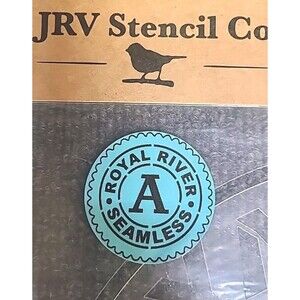 JRV Stencil Co
• ROYAL RIVER •
A
SEAMLESS